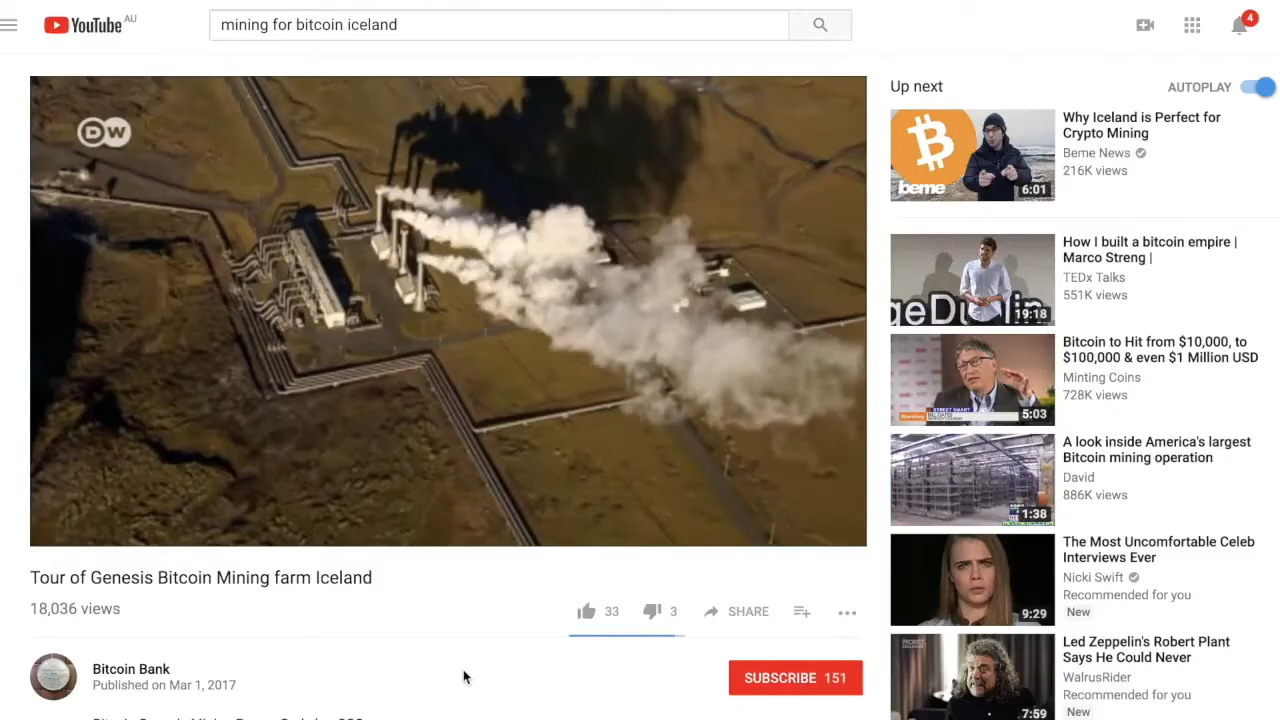 YouTube AU
mining for bitcoin iceland
4
DW
Up next
AUTOPLAY
beme
6:01
Why Iceland is Perfect for
Crypto Mining
Beme News
216K views
geDublin
19:18
How I built a bitcoin empire |
Marco Streng |
TEDx Talks
551K views
STREET SMART
BILL GATES
Bloomberg
5:03
Bitcoin to Hit from $10,000, to
$100,000 & even $1 Million USD
Minting Coins
728K views
1:38
A look inside America's largest
Bitcoin mining operation
David
886K views
9:29
The Most Uncomfortable Celeb
Interviews Ever
Nicki Swift
Recommended for you
New
7:59
Led Zeppelin's Robert Plant
Says He Could Never
WalrusRider
Recommended for you
New
Tour of Genesis Bitcoin Mining farm Iceland
18,036 views
33
3
SHARE
Bitcoin Bank
Published on Mar 1, 2017
SUBSCRIBE 151